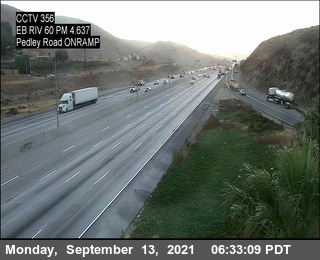 CCTV 356
EB RIV 60 PM 4.637
Pedley Road ONRAMP
Monday, September 13, 2021 06:33:09 PDT